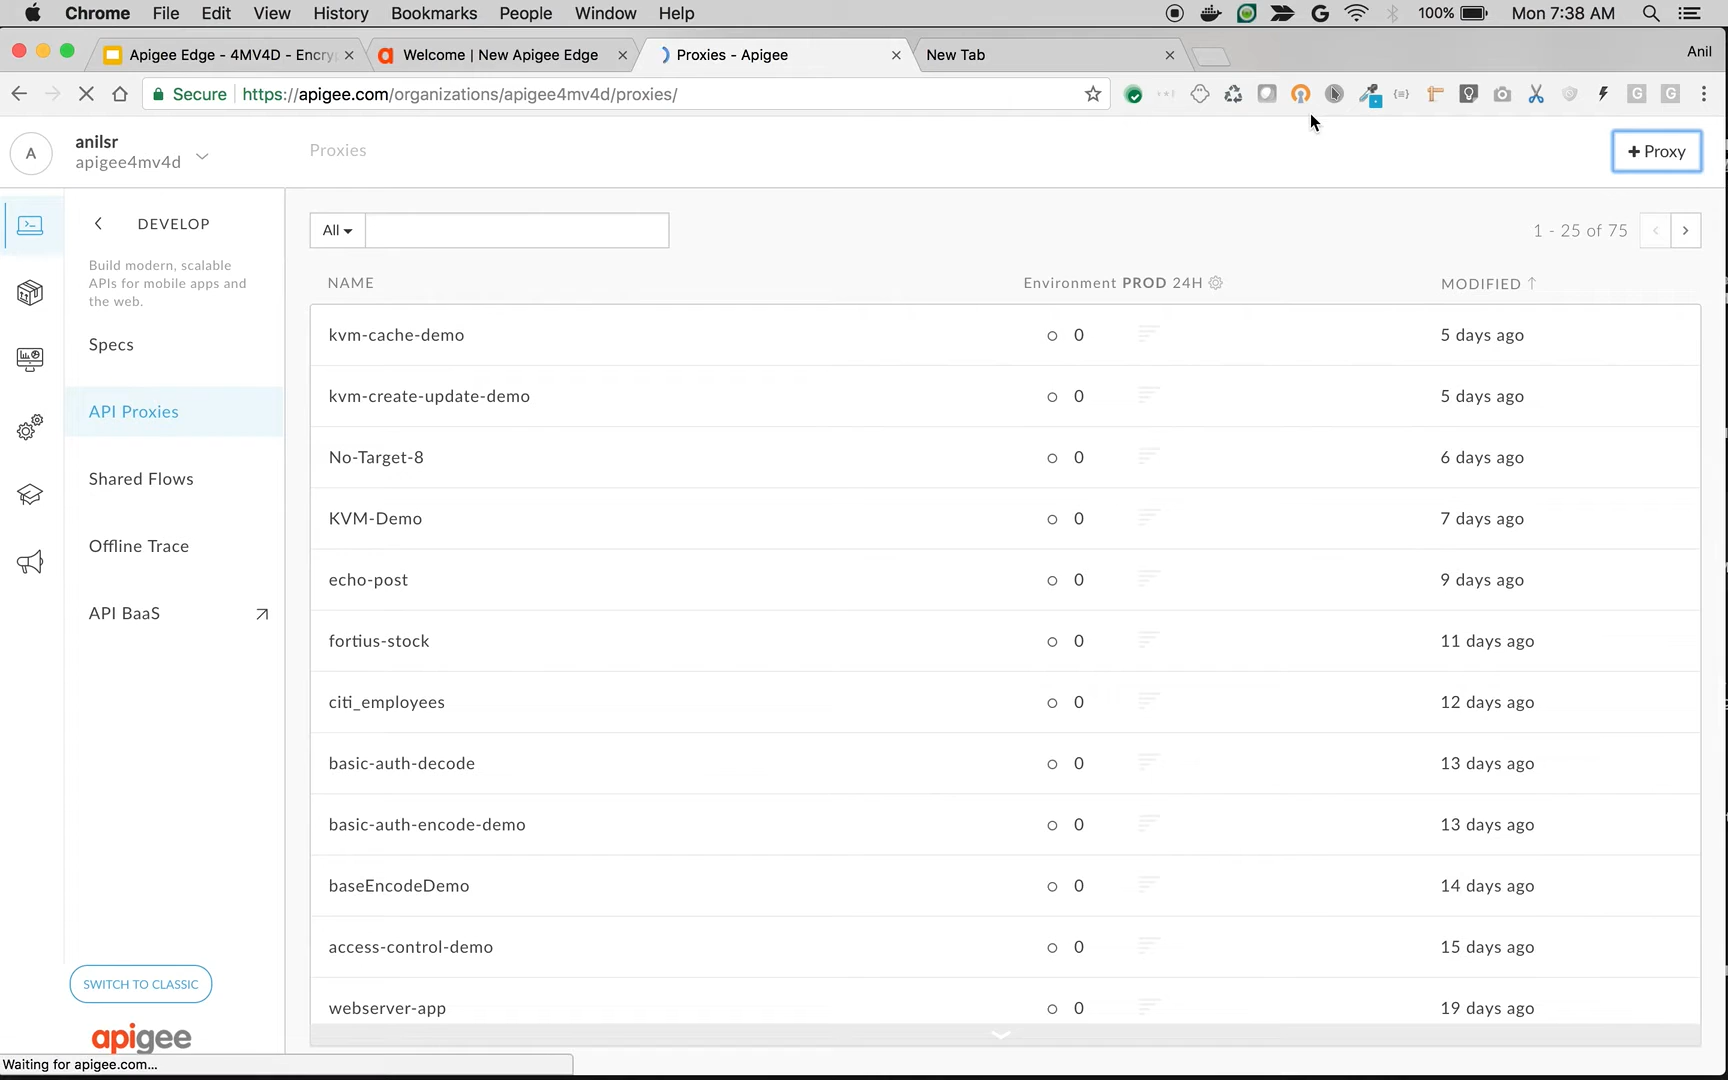 Chrome File Edit View History Bookmarks People Window Help 100% Mon 7:38 AM
Apigee Edge - 4MV4D - Encry Welcome | New Apigee Edge Proxies - Apigee New Tab Anil
Secure https://apigee.com/organizations/apigee4mv4d/proxies/
A anilsr
apigee4mv4d
Proxies
+ Proxy
DEVELOP
Build modern, scalable
APIs for mobile apps and
the web.
Specs
API Proxies
Shared Flows
Offline Trace
API BaaS
SWITCH TO CLASSIC
apigee
All
1 - 25 of 75
NAME Environment PROD 24H MODIFIED
kvm-cache-demo 0 5 days ago
kvm-create-update-demo 0 5 days ago
No-Target-8 0 6 days ago
KVM-Demo 0 7 days ago
echo-post 0 9 days ago
fortius-stock 0 11 days ago
citi_employees 0 12 days ago
basic-auth-decode 0 13 days ago
basic-auth-encode-demo 0 13 days ago
baseEncodeDemo 0 14 days ago
access-control-demo 0 15 days ago
webserver-app 0 19 days ago
Waiting for apigee.com...